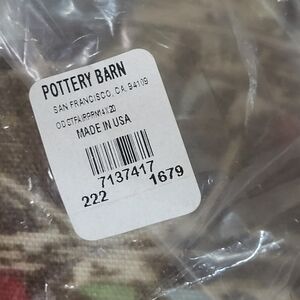 POTTERY BARN
SAN FRANCISCO, CA. 94109
MADE IN USA
7137417
222 1679